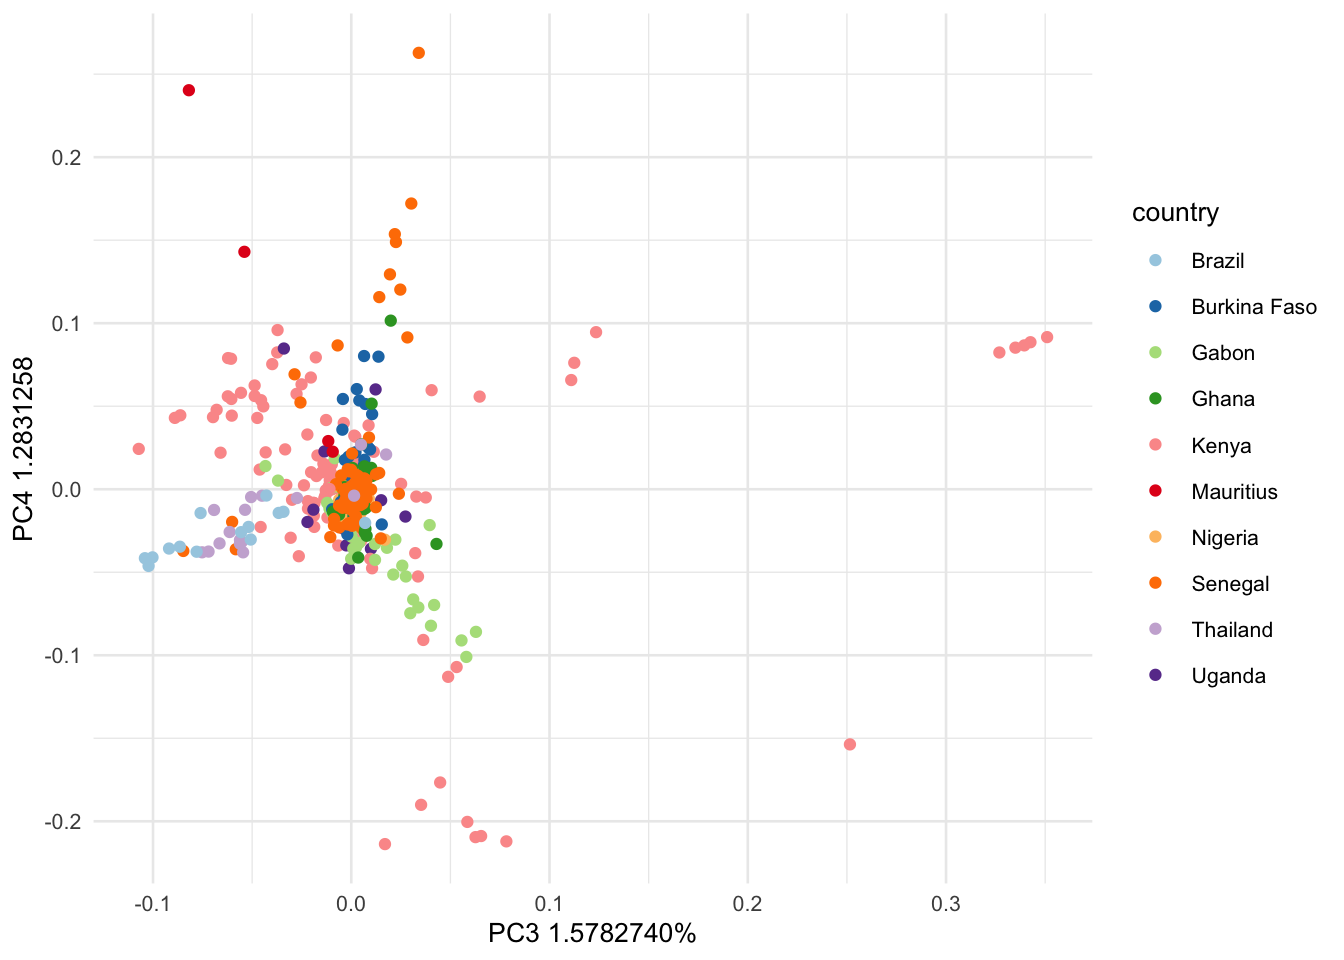 0.2
0.1
0.0
-0.1
-0.2
PC4 1.2831258
-0.1
0.0
0.1
0.2
0.3
PC3 1.5782740%
country
Brazil
Burkina Faso
Gabon
Ghana
Kenya
Mauritius
Nigeria
Senegal
Thailand
Uganda